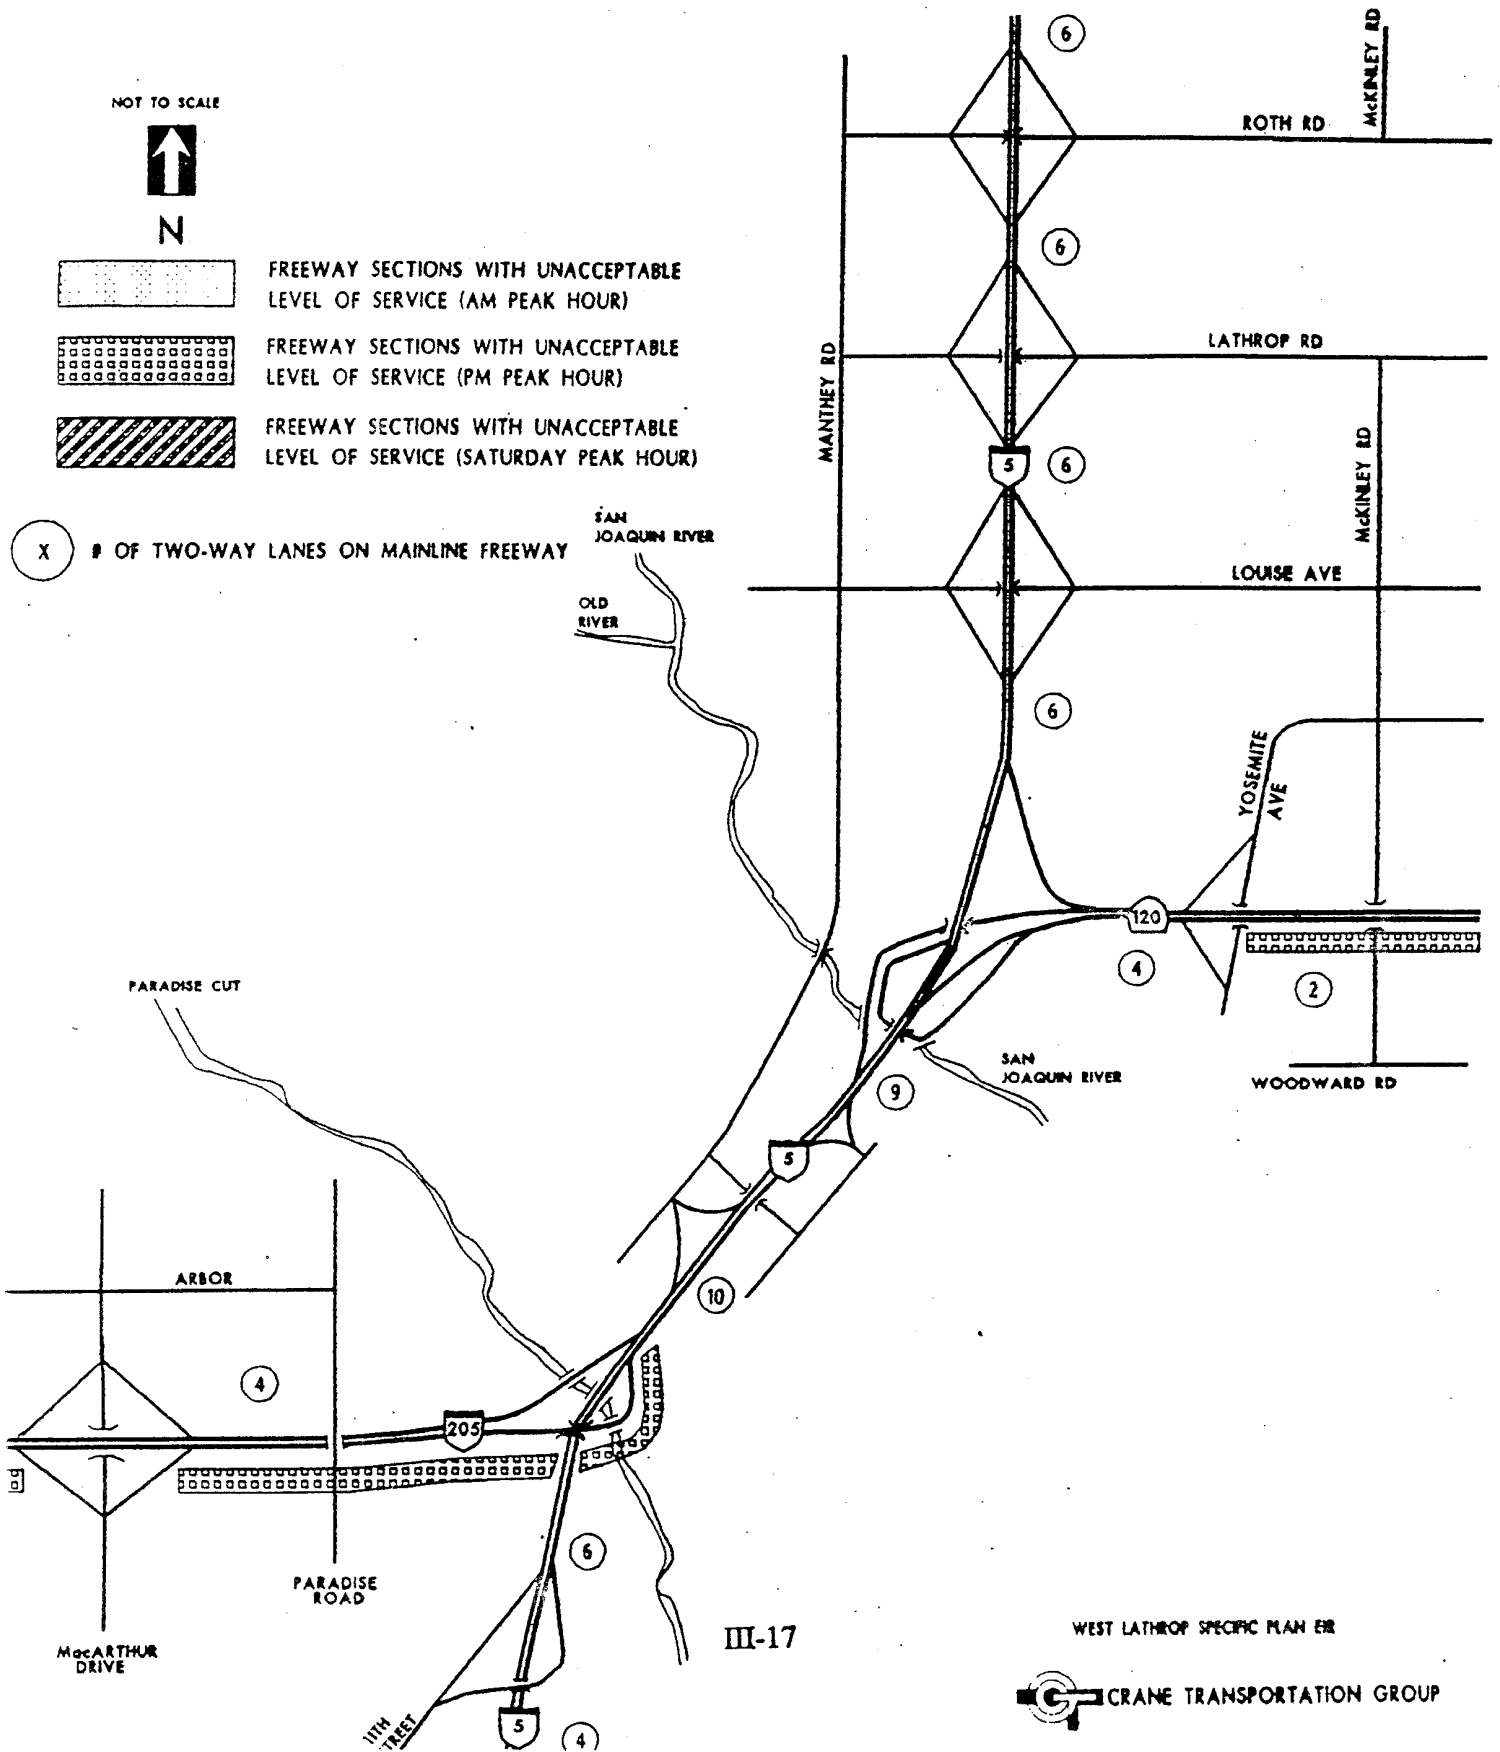 6
McKINLEY RD
NOT TO SCALE
ROTH RD
N
6
FREEWAY SECTIONS WITH UNACCEPTABLE
LEVEL OF SERVICE (AM PEAK HOUR)
LATHROP RD
FREEWAY SECTIONS WITH UNACCEPTABLE
LEVEL OF SERVICE (PM PEAK HOUR)
MANTHEY RD
FREEWAY SECTIONS WITH UNACCEPTABLE
LEVEL OF SERVICE (SATURDAY PEAK HOUR)
5
6
McKINLEY RD
SAN
JOAQUIN RIVER
X # OF TWO-WAY LANES ON MAINLINE FREEWAY
LOUISE AVE
OLD
RIVER
6
YOSEMITE
AVE
120
4
2
PARADISE CUT
SAN
JOAQUIN RIVER
WOODWARD RD
9
5
ARBOR
10
4
205
6
PARADISE
ROAD
MacARTHUR
DRIVE
III-17
WEST LATHROP SPECIFIC PLAN EIR
CRANE TRANSPORTATION GROUP
11TH
STREET
5
4